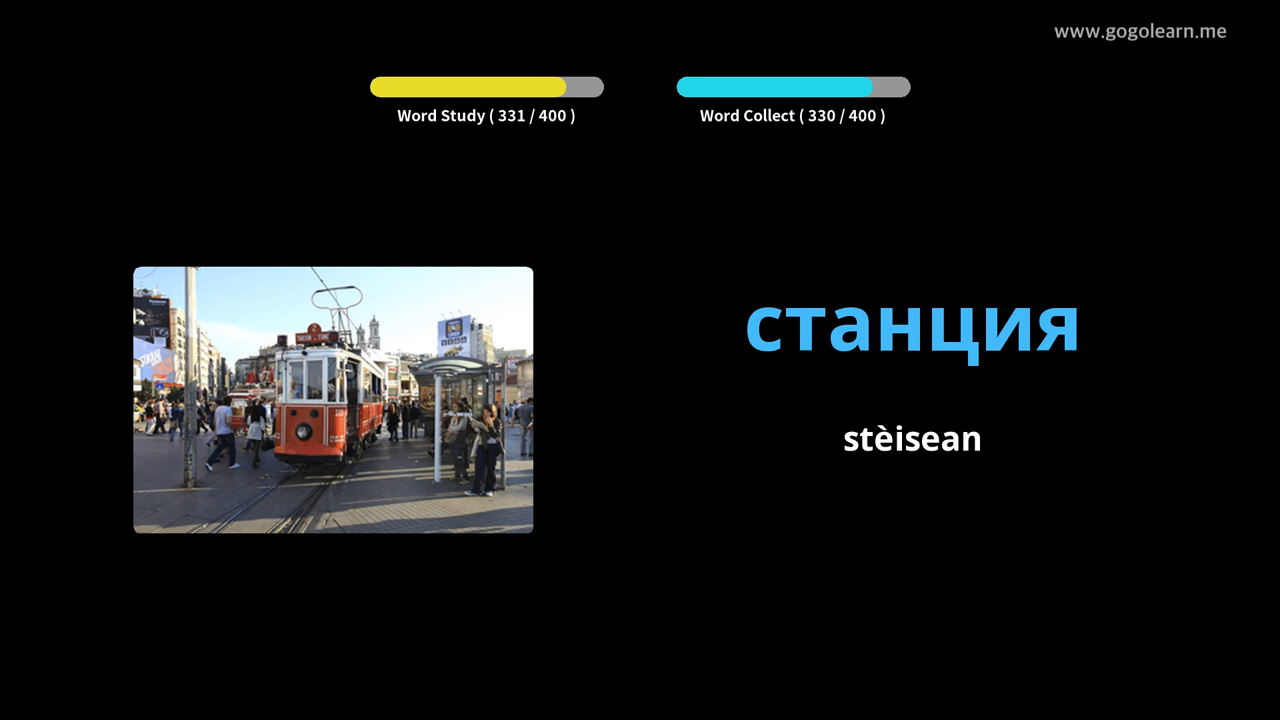 www.gogolearn.me
Word Study ( 331 / 400 )
Word Collect ( 330 / 400 )
станция
stèisean